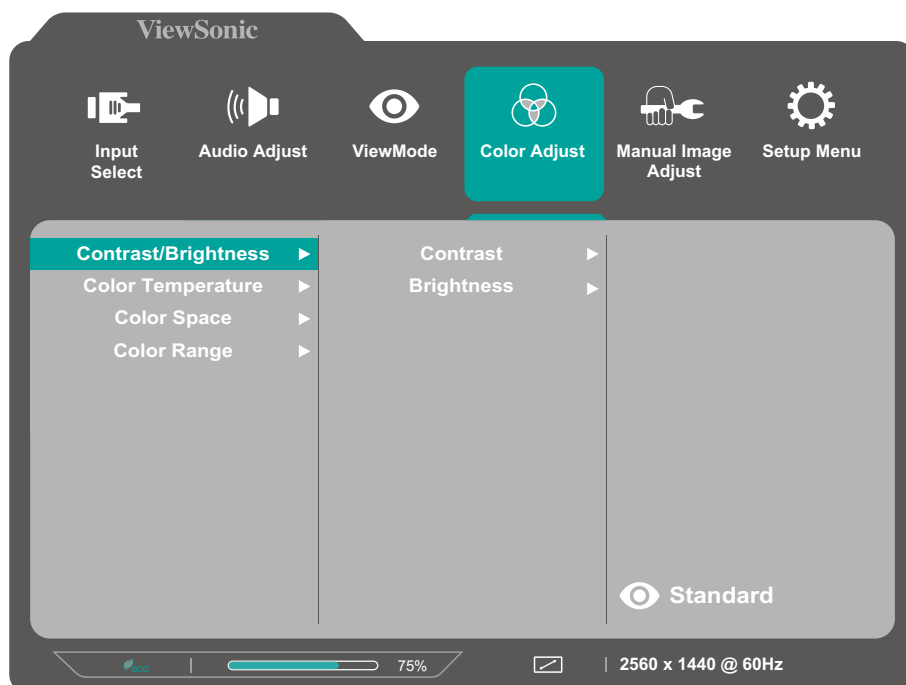 ViewSonic
Input
Select
Audio Adjust
ViewMode
Color Adjust
Manual Image
Adjust
Setup Menu
Contrast/Brightness
Contrast
Color Temperature
Brightness
Color Space
Color Range
Standard
eco
75%
2560 x 1440 @ 60Hz